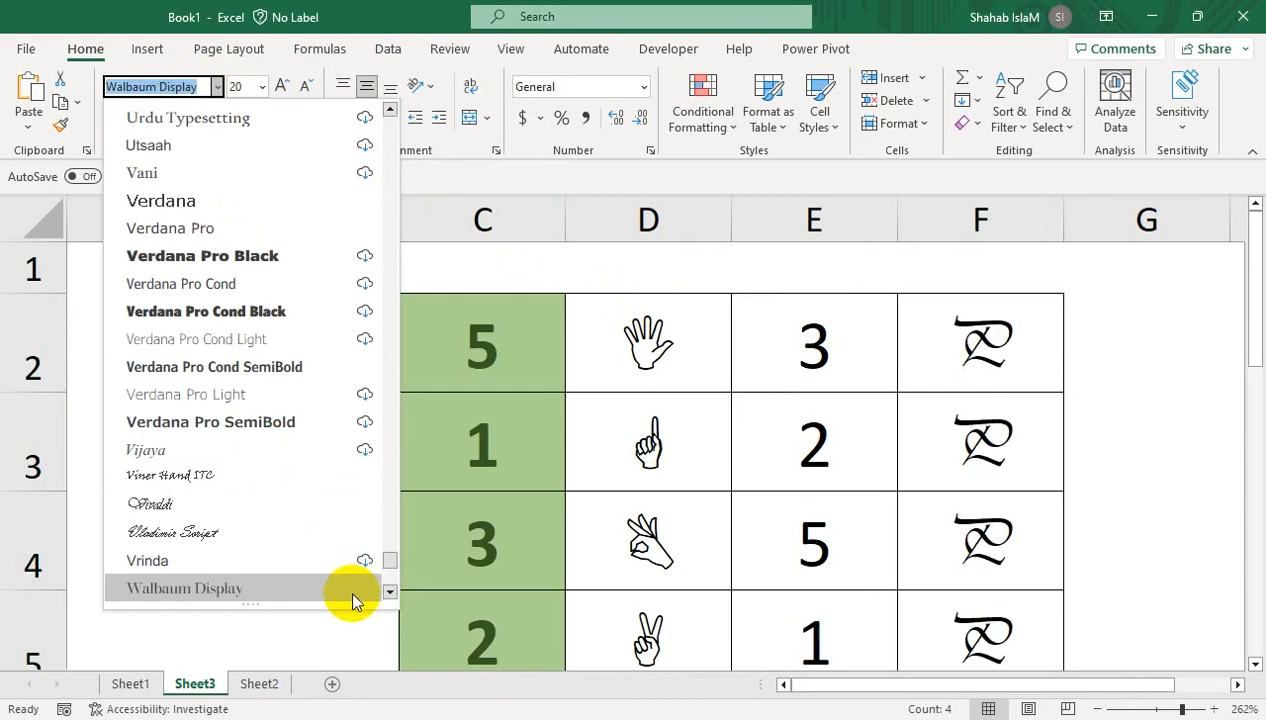 Book1 - Excel
No Label
Search
Shahab IslaM
SI
File
Home
Insert
Page Layout
Formulas
Data
Review
View
Automate
Developer
Help
Power Pivot
Comments
Share
Paste
Clipboard
Walbaum Display
20
nment
General
Number
Conditional Formatting
Format as Table
Cell Styles
Styles
Insert
Delete
Format
Cells
Sort & Filter
Find & Select
Editing
Analyze Data
Analysis
Sensitivity
Sensitivity
AutoSave
Off
Urdu Typesetting
Utsaah
Vani
Verdana
Verdana Pro
Verdana Pro Black
Verdana Pro Cond
Verdana Pro Cond Black
Verdana Pro Cond Light
Verdana Pro Cond SemiBold
Verdana Pro Light
Verdana Pro SemiBold
Vijaya
Viner Hand ITC
Vivaldi
Vladimir Script
Vrinda
Walbaum Display
C D E F G
1
2 5 3
3 1 2
4 3 5
5 2 1
Sheet1
Sheet3
Sheet2
Ready
Accessibility: Investigate
Count: 4
262%